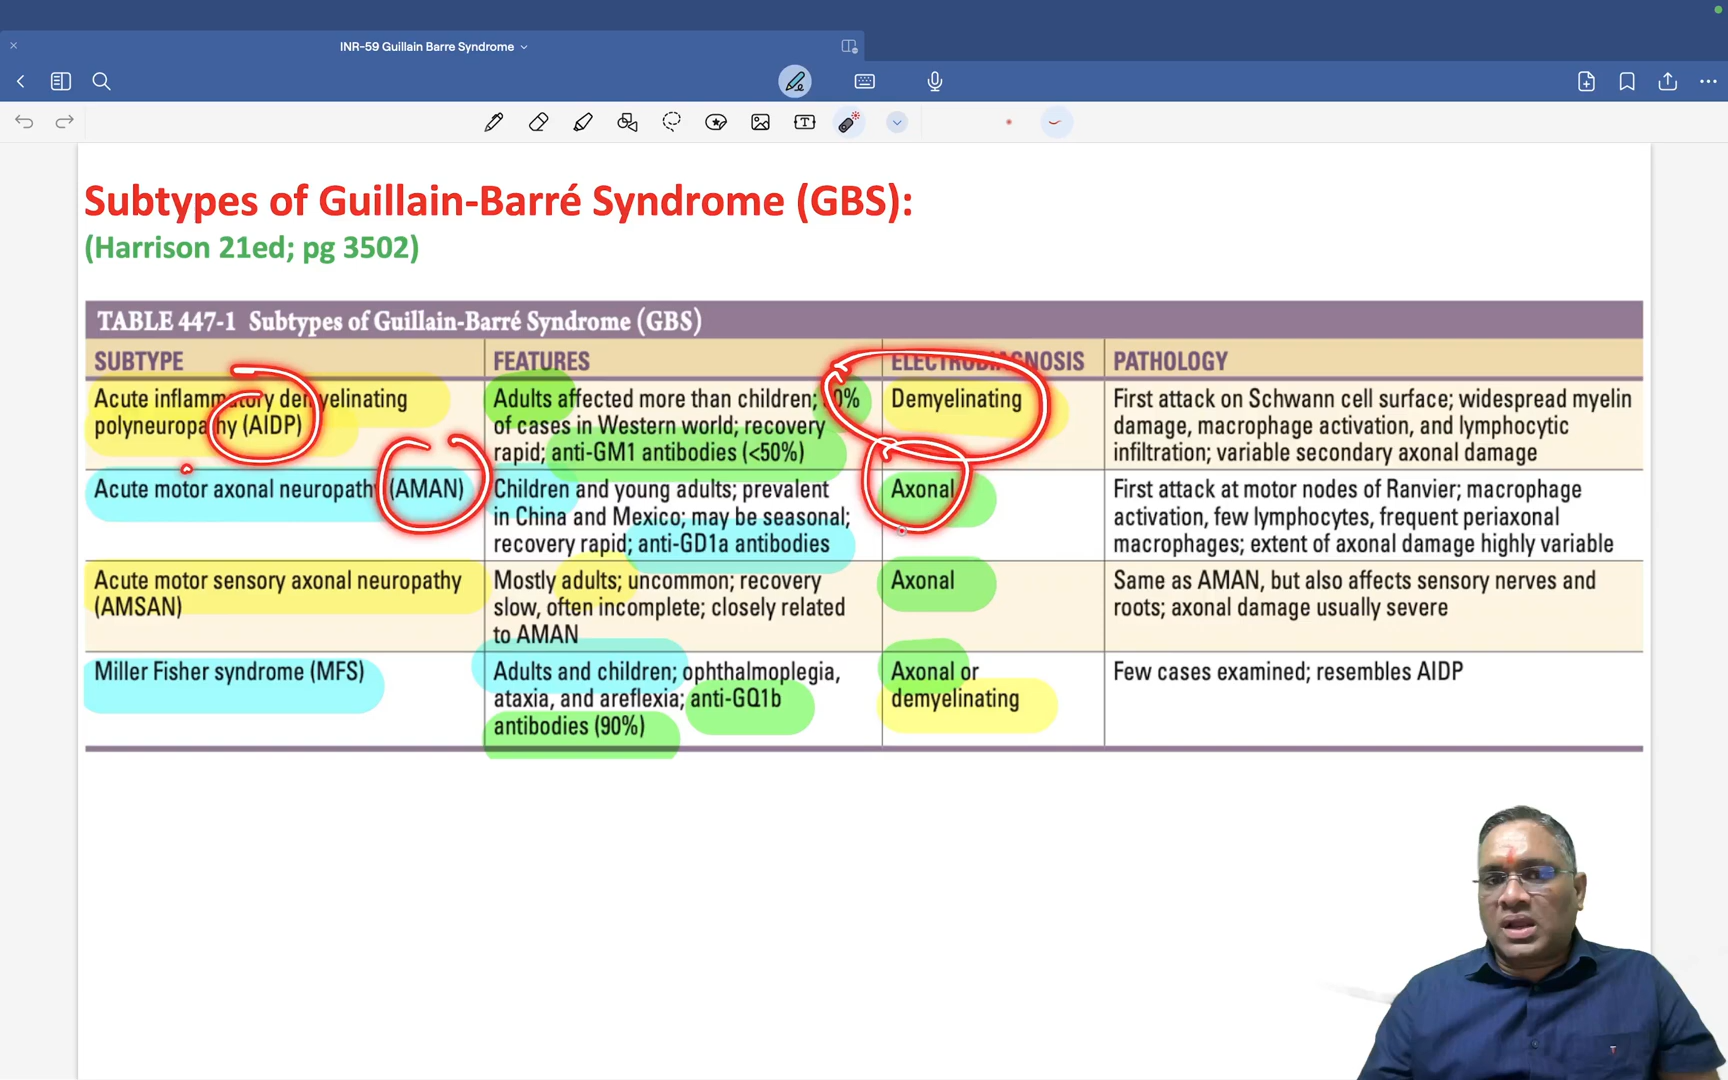 INR-59 Guillain Barre Syndrome
Subtypes of Guillain-Barré Syndrome (GBS):
(Harrison 21ed; pg 3502)
TABLE 447-1 Subtypes of Guillain-Barré Syndrome (GBS)
SUBTYPE FEATURES ELECTRODIAGNOSIS PATHOLOGY
Acute inflammatory demyelinating
polyneuropathy (AIDP)
Adults affected more than children; 90%
of cases in Western world; recovery
rapid; anti-GM1 antibodies (<50%)
Demyelinating
First attack on Schwann cell surface; widespread myelin
damage, macrophage activation, and lymphocytic
infiltration; variable secondary axonal damage
Acute motor axonal neuropathy (AMAN)
Children and young adults; prevalent
in China and Mexico; may be seasonal;
recovery rapid; anti-GD1a antibodies
Axonal
First attack at motor nodes of Ranvier; macrophage
activation, few lymphocytes, frequent periaxonal
macrophages; extent of axonal damage highly variable
Acute motor sensory axonal neuropathy
(AMSAN)
Mostly adults; uncommon; recovery
slow, often incomplete; closely related
to AMAN
Axonal
Same as AMAN, but also affects sensory nerves and
roots; axonal damage usually severe
Miller Fisher syndrome (MFS)
Adults and children; ophthalmoplegia,
ataxia, and areflexia; anti-GQ1b
antibodies (90%)
Axonal or
demyelinating
Few cases examined; resembles AIDP